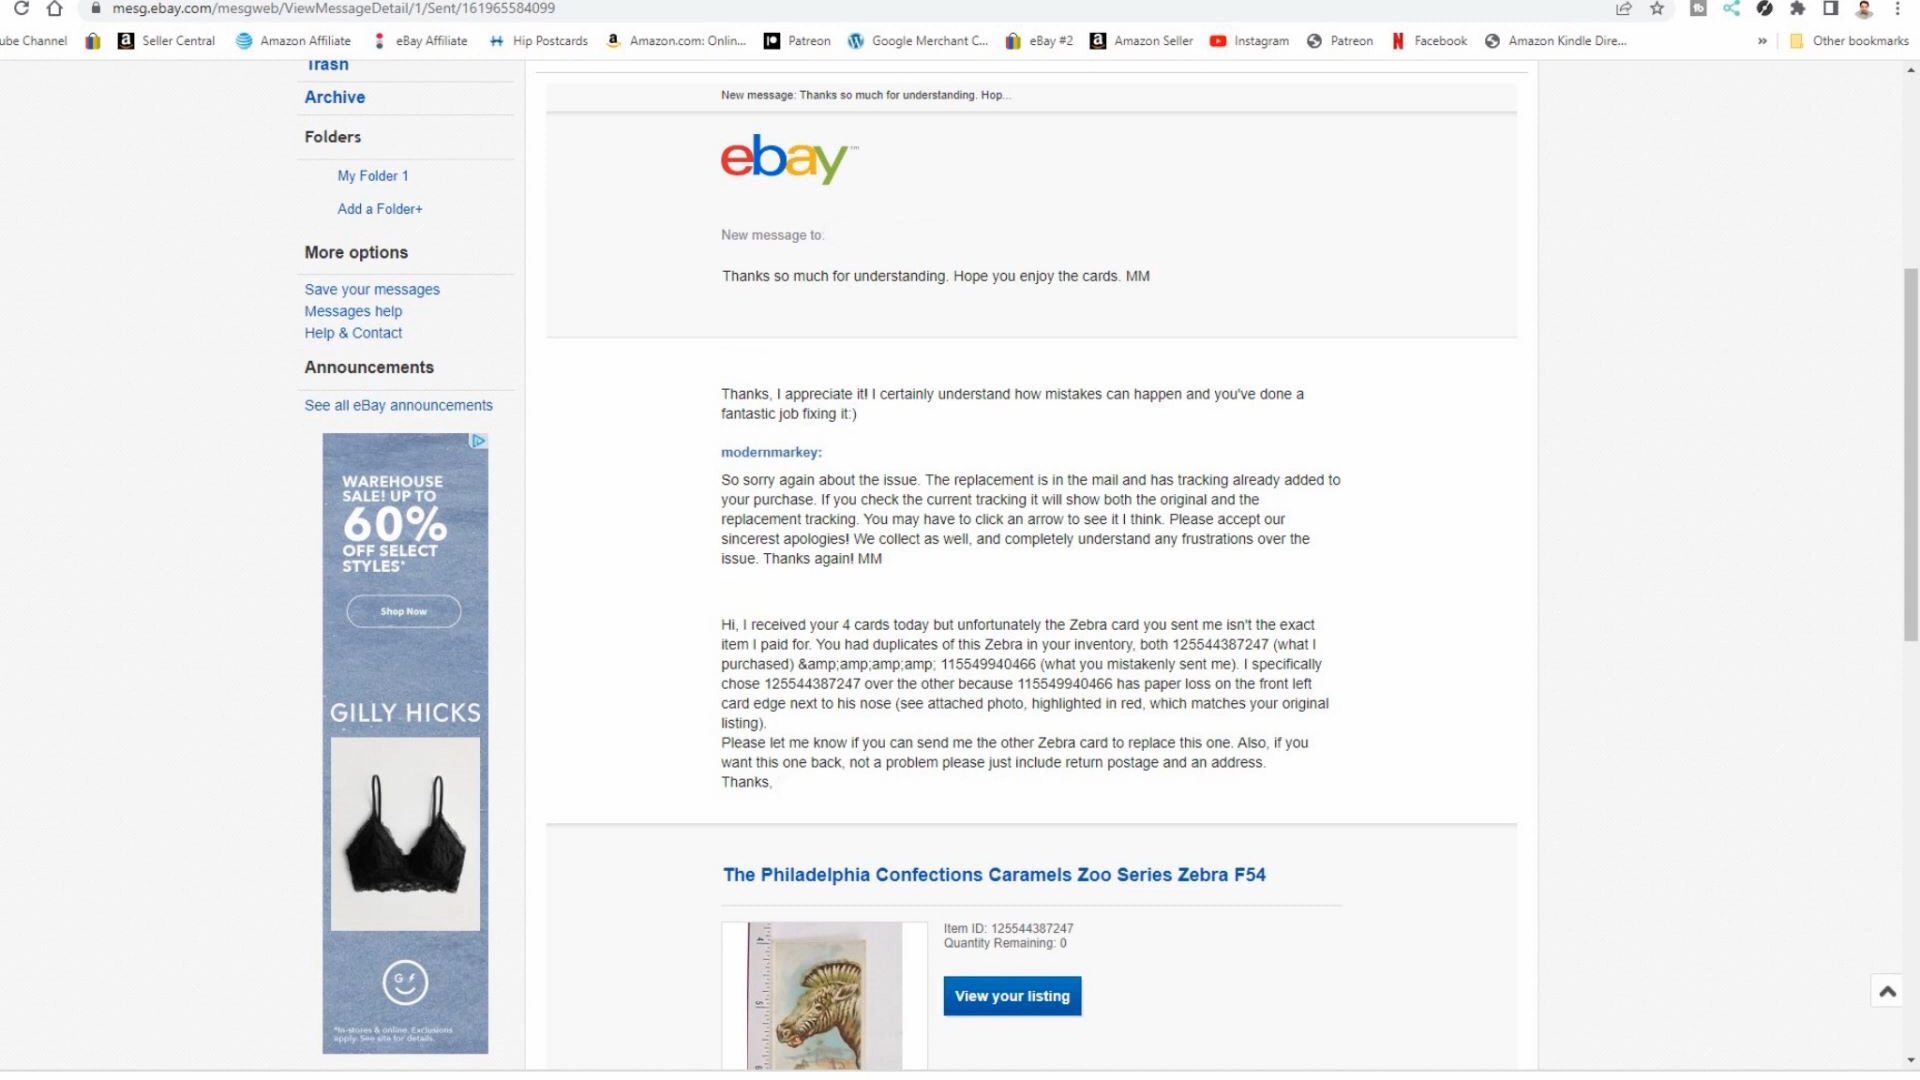 mesg.ebay.com/mesgweb/ViewMessageDetail/1/Sent/161965584099
ube Channel Seller Central Amazon Affiliate eBay Affiliate Hip Postcards Amazon.com: Onlin... Patreon Google Merchant C... eBay #2 Amazon Seller Instagram Patreon Facebook Amazon Kindle Dire... » Other bookmarks
Trash
Archive
Folders
My Folder 1
Add a Folder+
More options
Save your messages
Messages help
Help & Contact
Announcements
See all eBay announcements
WAREHOUSE
SALE! UP TO
60%
OFF SELECT
STYLES*
Shop Now
GILLY HICKS
G
*In-stores & online. Exclusions
apply. See site for details.
New message: Thanks so much for understanding. Hop...
ebay™
New message to:
Thanks so much for understanding. Hope you enjoy the cards. MM
Thanks, I appreciate it! I certainly understand how mistakes can happen and you've done a
fantastic job fixing it:)
modernmarkey:
So sorry again about the issue. The replacement is in the mail and has tracking already added to
your purchase. If you check the current tracking it will show both the original and the
replacement tracking. You may have to click an arrow to see it I think. Please accept our
sincerest apologies! We collect as well, and completely understand any frustrations over the
issue. Thanks again! MM
Hi, I received your 4 cards today but unfortunately the Zebra card you sent me isn't the exact
item I paid for. You had duplicates of this Zebra in your inventory, both 125544387247 (what I
purchased) &amp;amp;amp;amp; 115549940466 (what you mistakenly sent me). I specifically
chose 125544387247 over the other because 115549940466 has paper loss on the front left
card edge next to his nose (see attached photo, highlighted in red, which matches your original
listing).
Please let me know if you can send me the other Zebra card to replace this one. Also, if you
want this one back, not a problem please just include return postage and an address.
Thanks,
The Philadelphia Confections Caramels Zoo Series Zebra F54
Item ID: 125544387247
Quantity Remaining: 0
View your listing